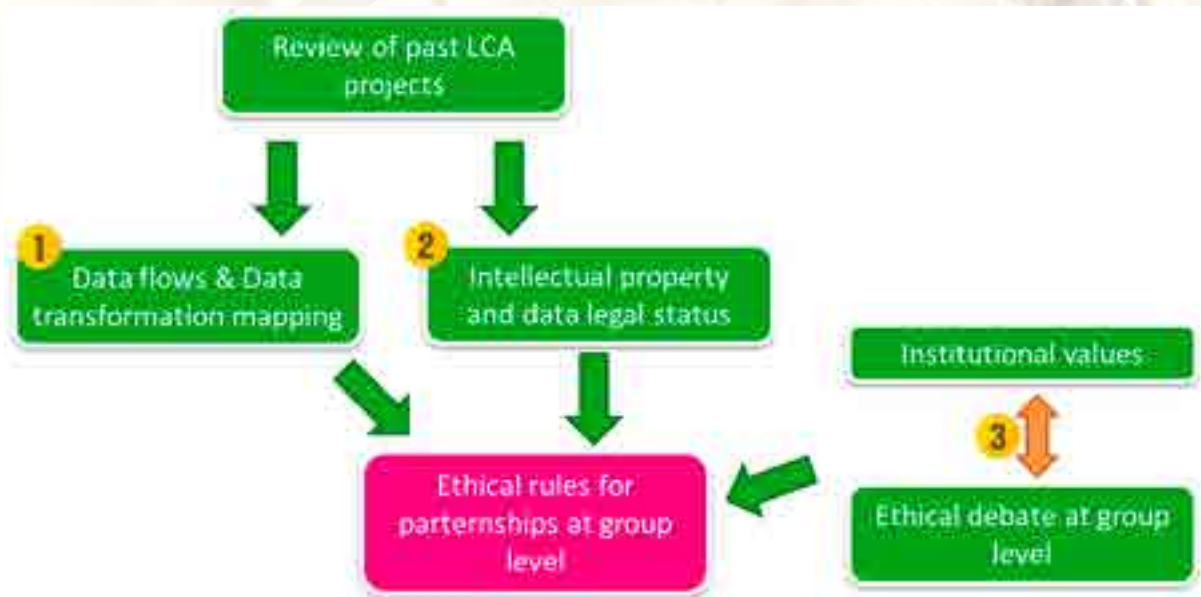 Review of past LCA
projects
1
Data flows & Data
transformation mapping
2
Intellectual property
and data legal status
Institutional values
3
Ethical rules for
parternships at group
level
Ethical debate at group
level